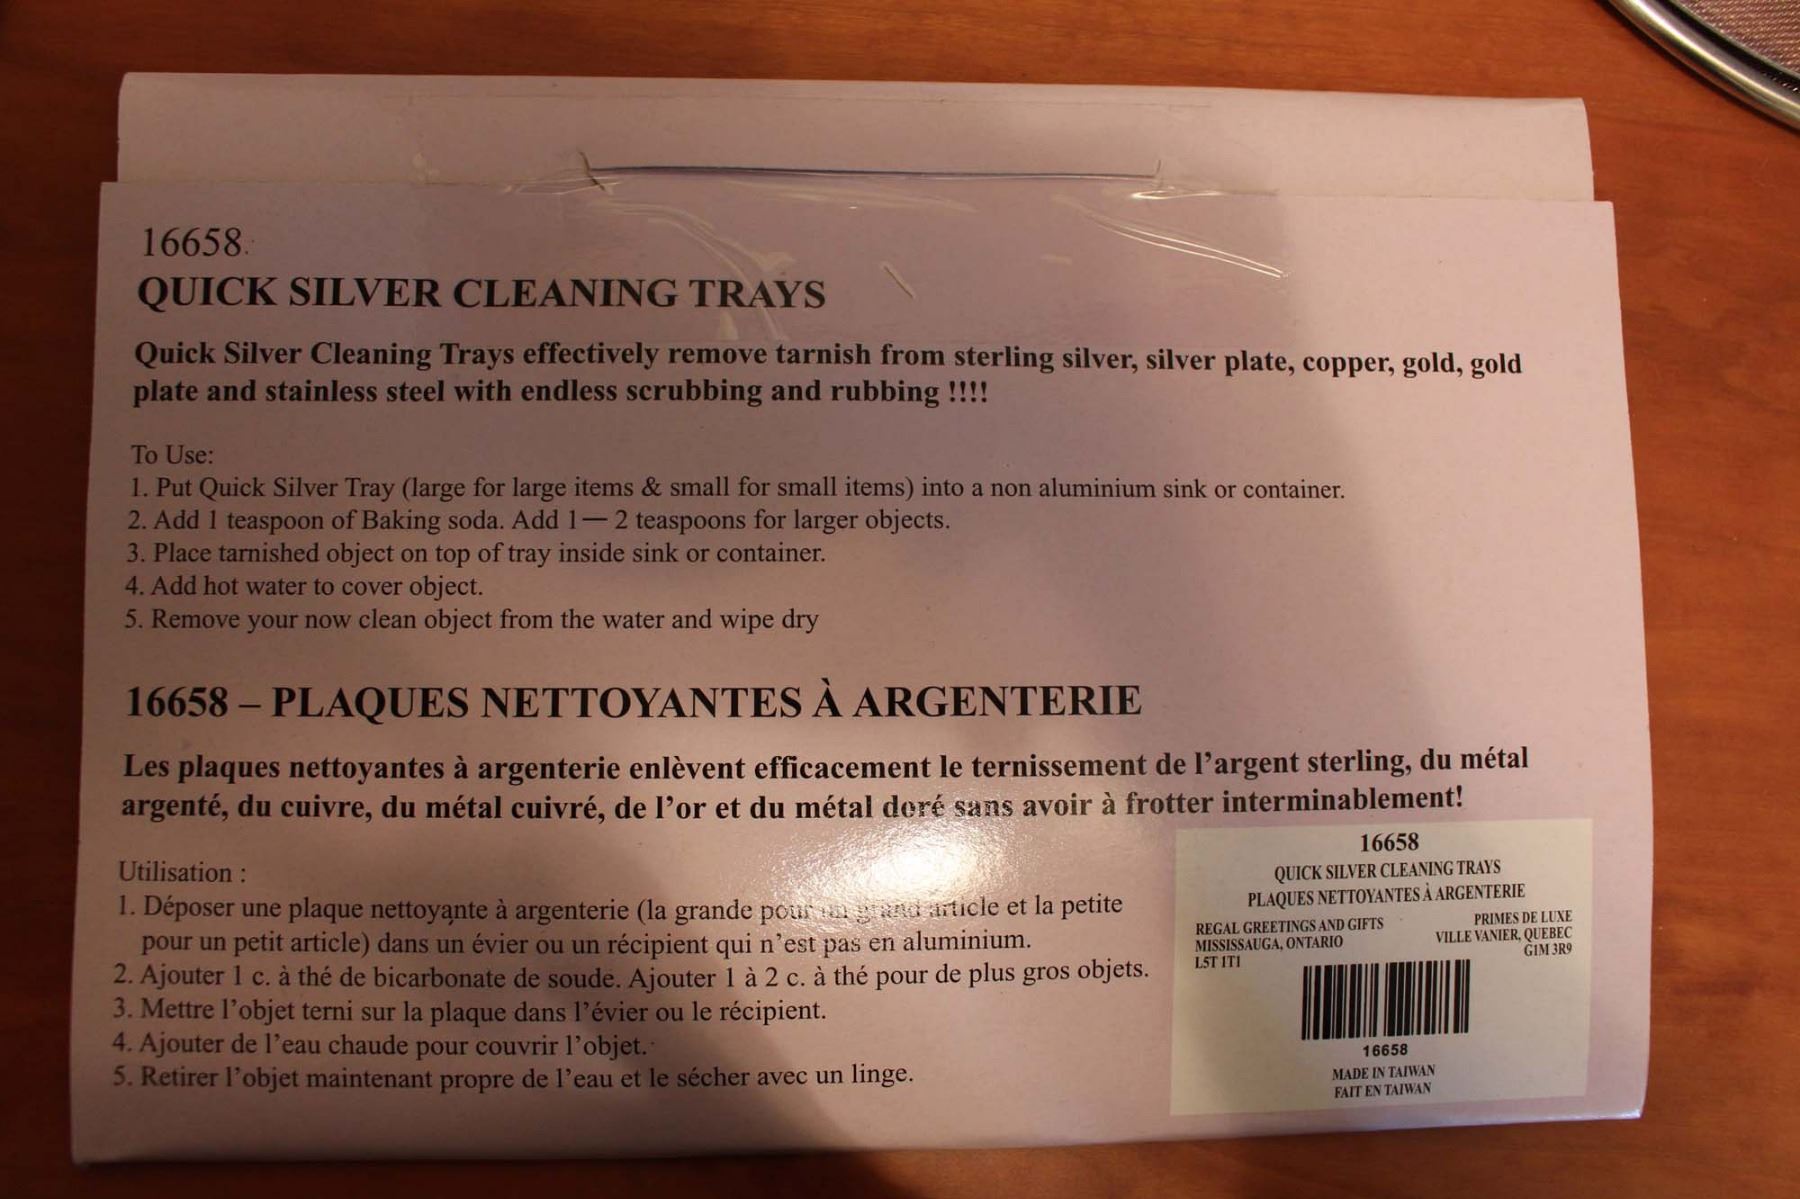 16658.
QUICK SILVER CLEANING TRAYS
Quick Silver Cleaning Trays effectively remove tarnish from sterling silver, silver plate, copper, gold, gold
plate and stainless steel with endless scrubbing and rubbing !!!!
To Use:
1. Put Quick Silver Tray (large for large items & small for small items) into a non aluminium sink or container.
2. Add 1 teaspoon of Baking soda. Add 1— 2 teaspoons for larger objects.
3. Place tarnished object on top of tray inside sink or container.
4. Add hot water to cover object.
5. Remove your now clean object from the water and wipe dry
16658 – PLAQUES NETTOYANTES À ARGENTERIE
Les plaques nettoyantes à argenterie enlèvent efficacement le ternissement de l’argent sterling, du métal
argenté, du cuivre, du métal cuivré, de l’or et du métal doré sans avoir à frotter interminablement!
Utilisation :
1. Déposer une plaque nettoyante à argenterie (la grande pour un grand article et la petite
pour un petit article) dans un évier ou un récipient qui n’est pas en aluminium.
2. Ajouter 1 c. à thé de bicarbonate de soude. Ajouter 1 à 2 c. à thé pour de plus gros objets.
3. Mettre l’objet terni sur la plaque dans l’évier ou le récipient.
4. Ajouter de l’eau chaude pour couvrir l’objet.
5. Retirer l’objet maintenant propre de l’eau et le sécher avec un linge.
16658
QUICK SILVER CLEANING TRAYS
PLAQUES NETTOYANTES À ARGENTERIE
REGAL GREETINGS AND GIFTS
MISSISSAUGA, ONTARIO
L5T 1T1
PRIMES DE LUXE
VILLE VANIER, QUEBEC
G1M 3R9
16658
MADE IN TAIWAN
FAIT EN TAIWAN